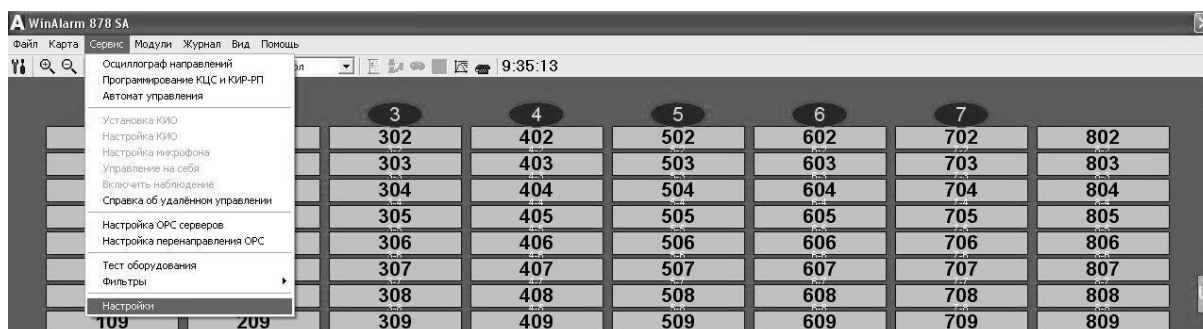 WinAlarm 878 SA
Файл Карта Сервис Модули Журнал Вид Помощь
9:35:13
Осциллограф направлений
Программирование КЦС и КИР-РП
Автомат управления
Установка КИО
Настройка КИО
Настройка микрофона
Управление на себя
Включить наблюдение
Справка об удалённом управлении
Настройка OPC серверов
Настройка перенаправления OPC
Тест оборудования
Фильтры
Настройки
3 4 5 6 7
302 402 502 602 702 802
303 403 503 603 703 803
304 404 504 604 704 804
305 405 505 605 705 805
306 406 506 606 706 806
307 407 507 607 707 807
308 408 508 608 708 808
109 209 309 409 509 609 709 809